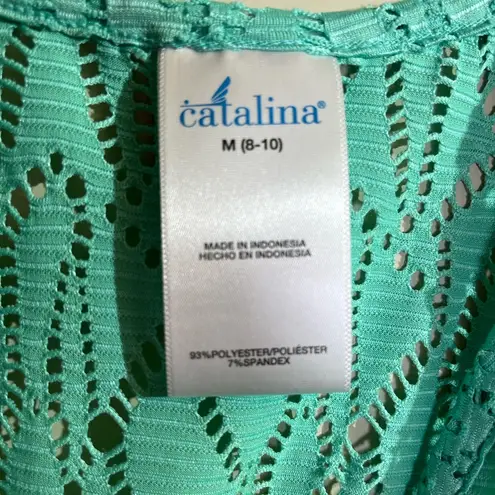 catalina®
M (8-10)
MADE IN INDONESIA
HECHO EN INDONESIA
93%POLYESTER/POLIÉSTER
7%SPANDEX